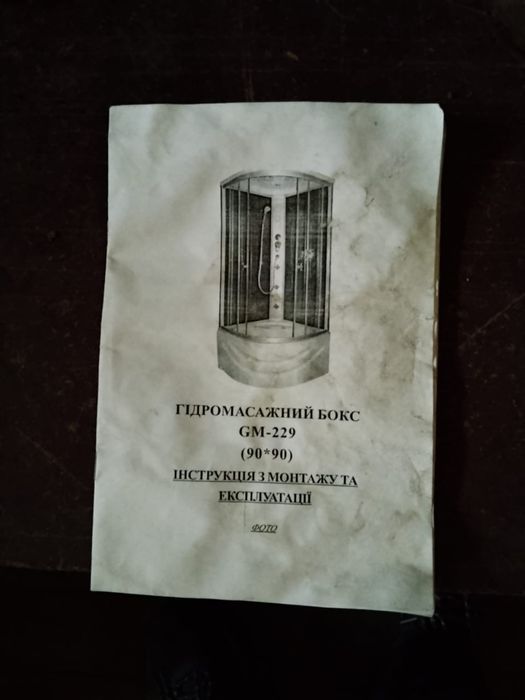 ГІДРОМАСАЖНИЙ БОКС
GM-229
(90*90)
ІНСТРУКЦІЯ З МОНТАЖУ ТА
ЕКСПЛУАТАЦІЇ
ФОТО